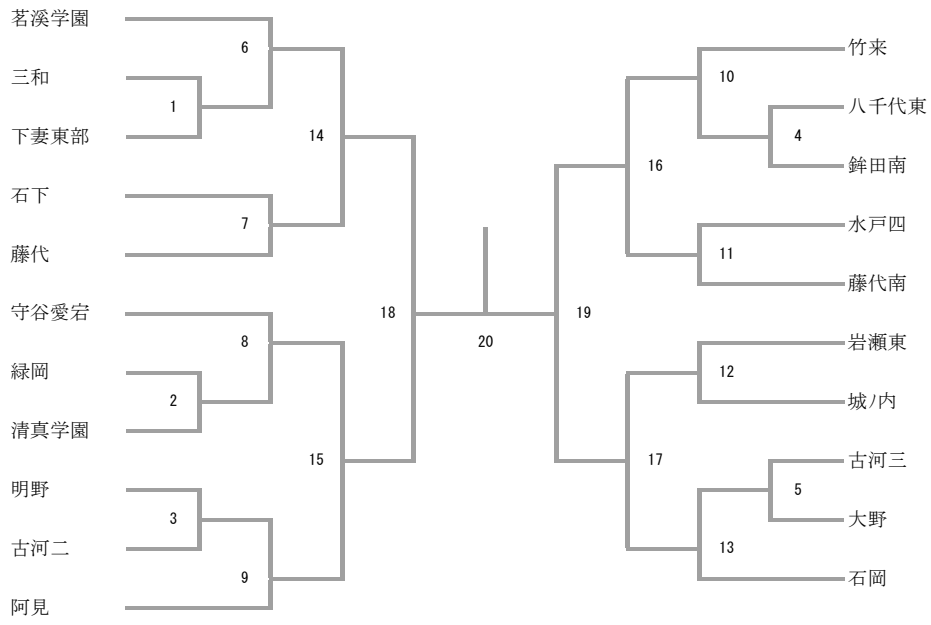 茗溪学園
6
三和
1
下妻東部
14
石下
7
藤代
守谷愛宕
18
8
緑岡
2
清真学園
15
明野
3
古河二
9
阿見
20
竹来
10
八千代東
4
鉾田南
16
水戸四
11
藤代南
19
岩瀬東
12
城ノ内
古河三
17
5
大野
13
石岡